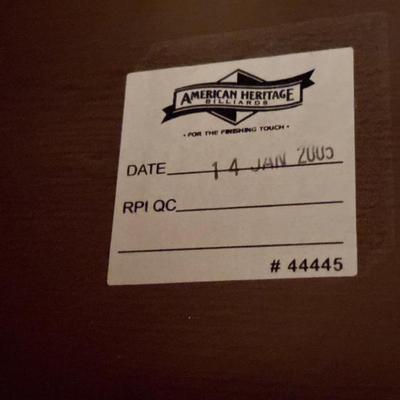 AMERICAN HERITAGE
BILLIARDS
• FOR THE FINISHING TOUCH •
DATE 14 JAN 2005
RPI QC
# 44445